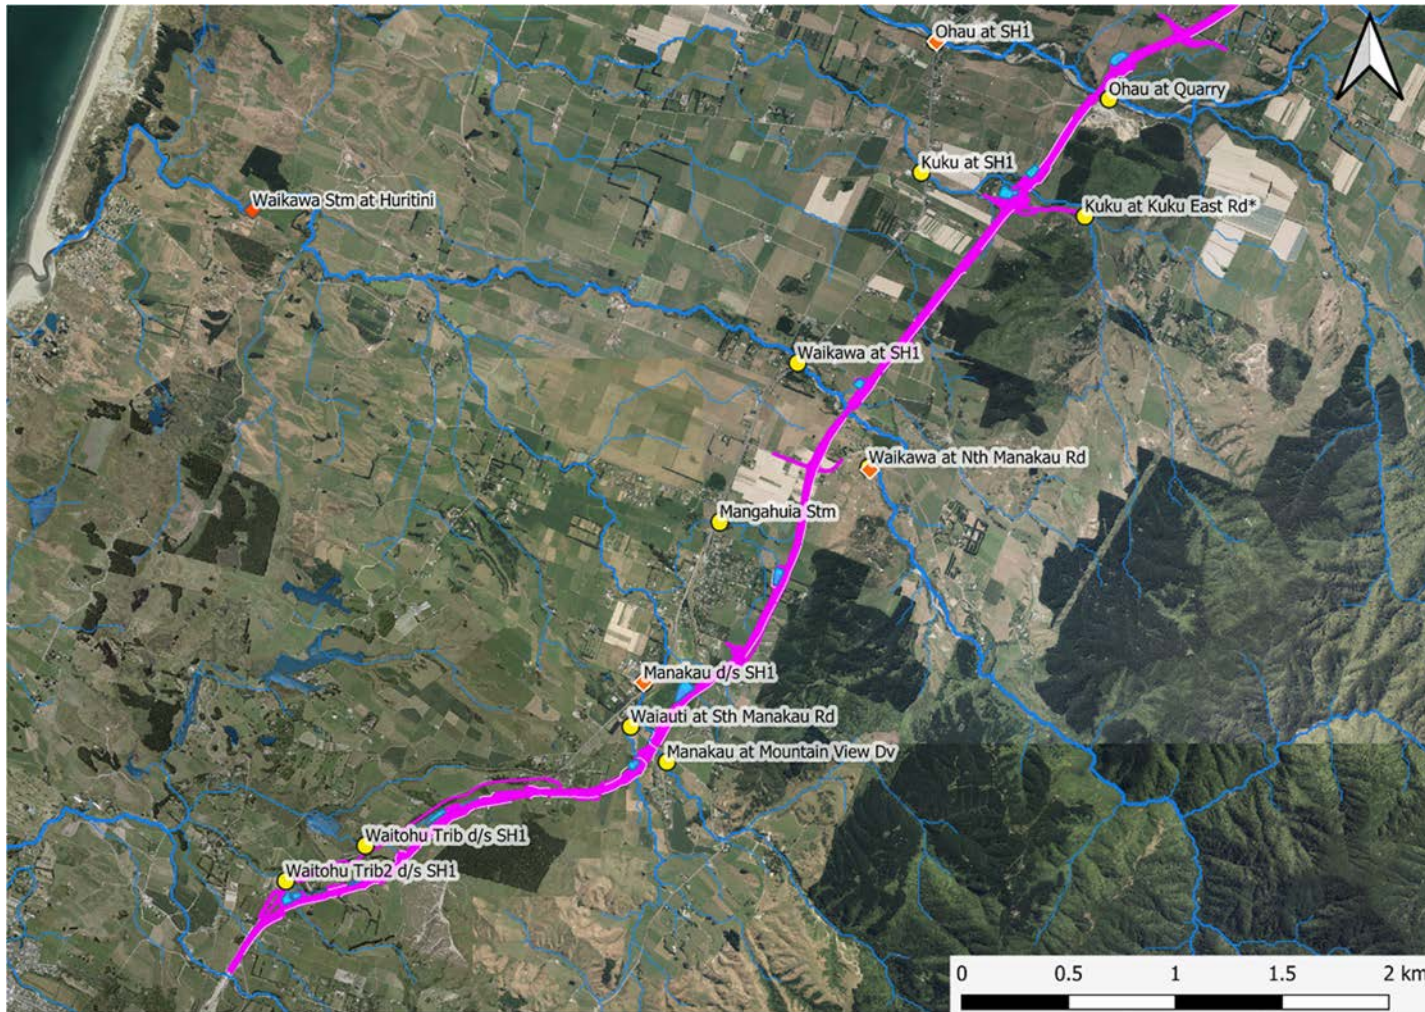 Ohau at SH1
Ohau at Quarry
Kuku at SH1
Waikawa Stm at Huritini
Kuku at Kuku East Rd*
Waikawa at SH1
Waikawa at Nth Manakau Rd
Mangahuia Stm
Manakau d/s SH1
Waiauti at Sth Manakau Rd
Manakau at Mountain View Dv
Waitohu Trib d/s SH1
Waitohu Trib2 d/s SH1
0 0.5 1 1.5 2 km